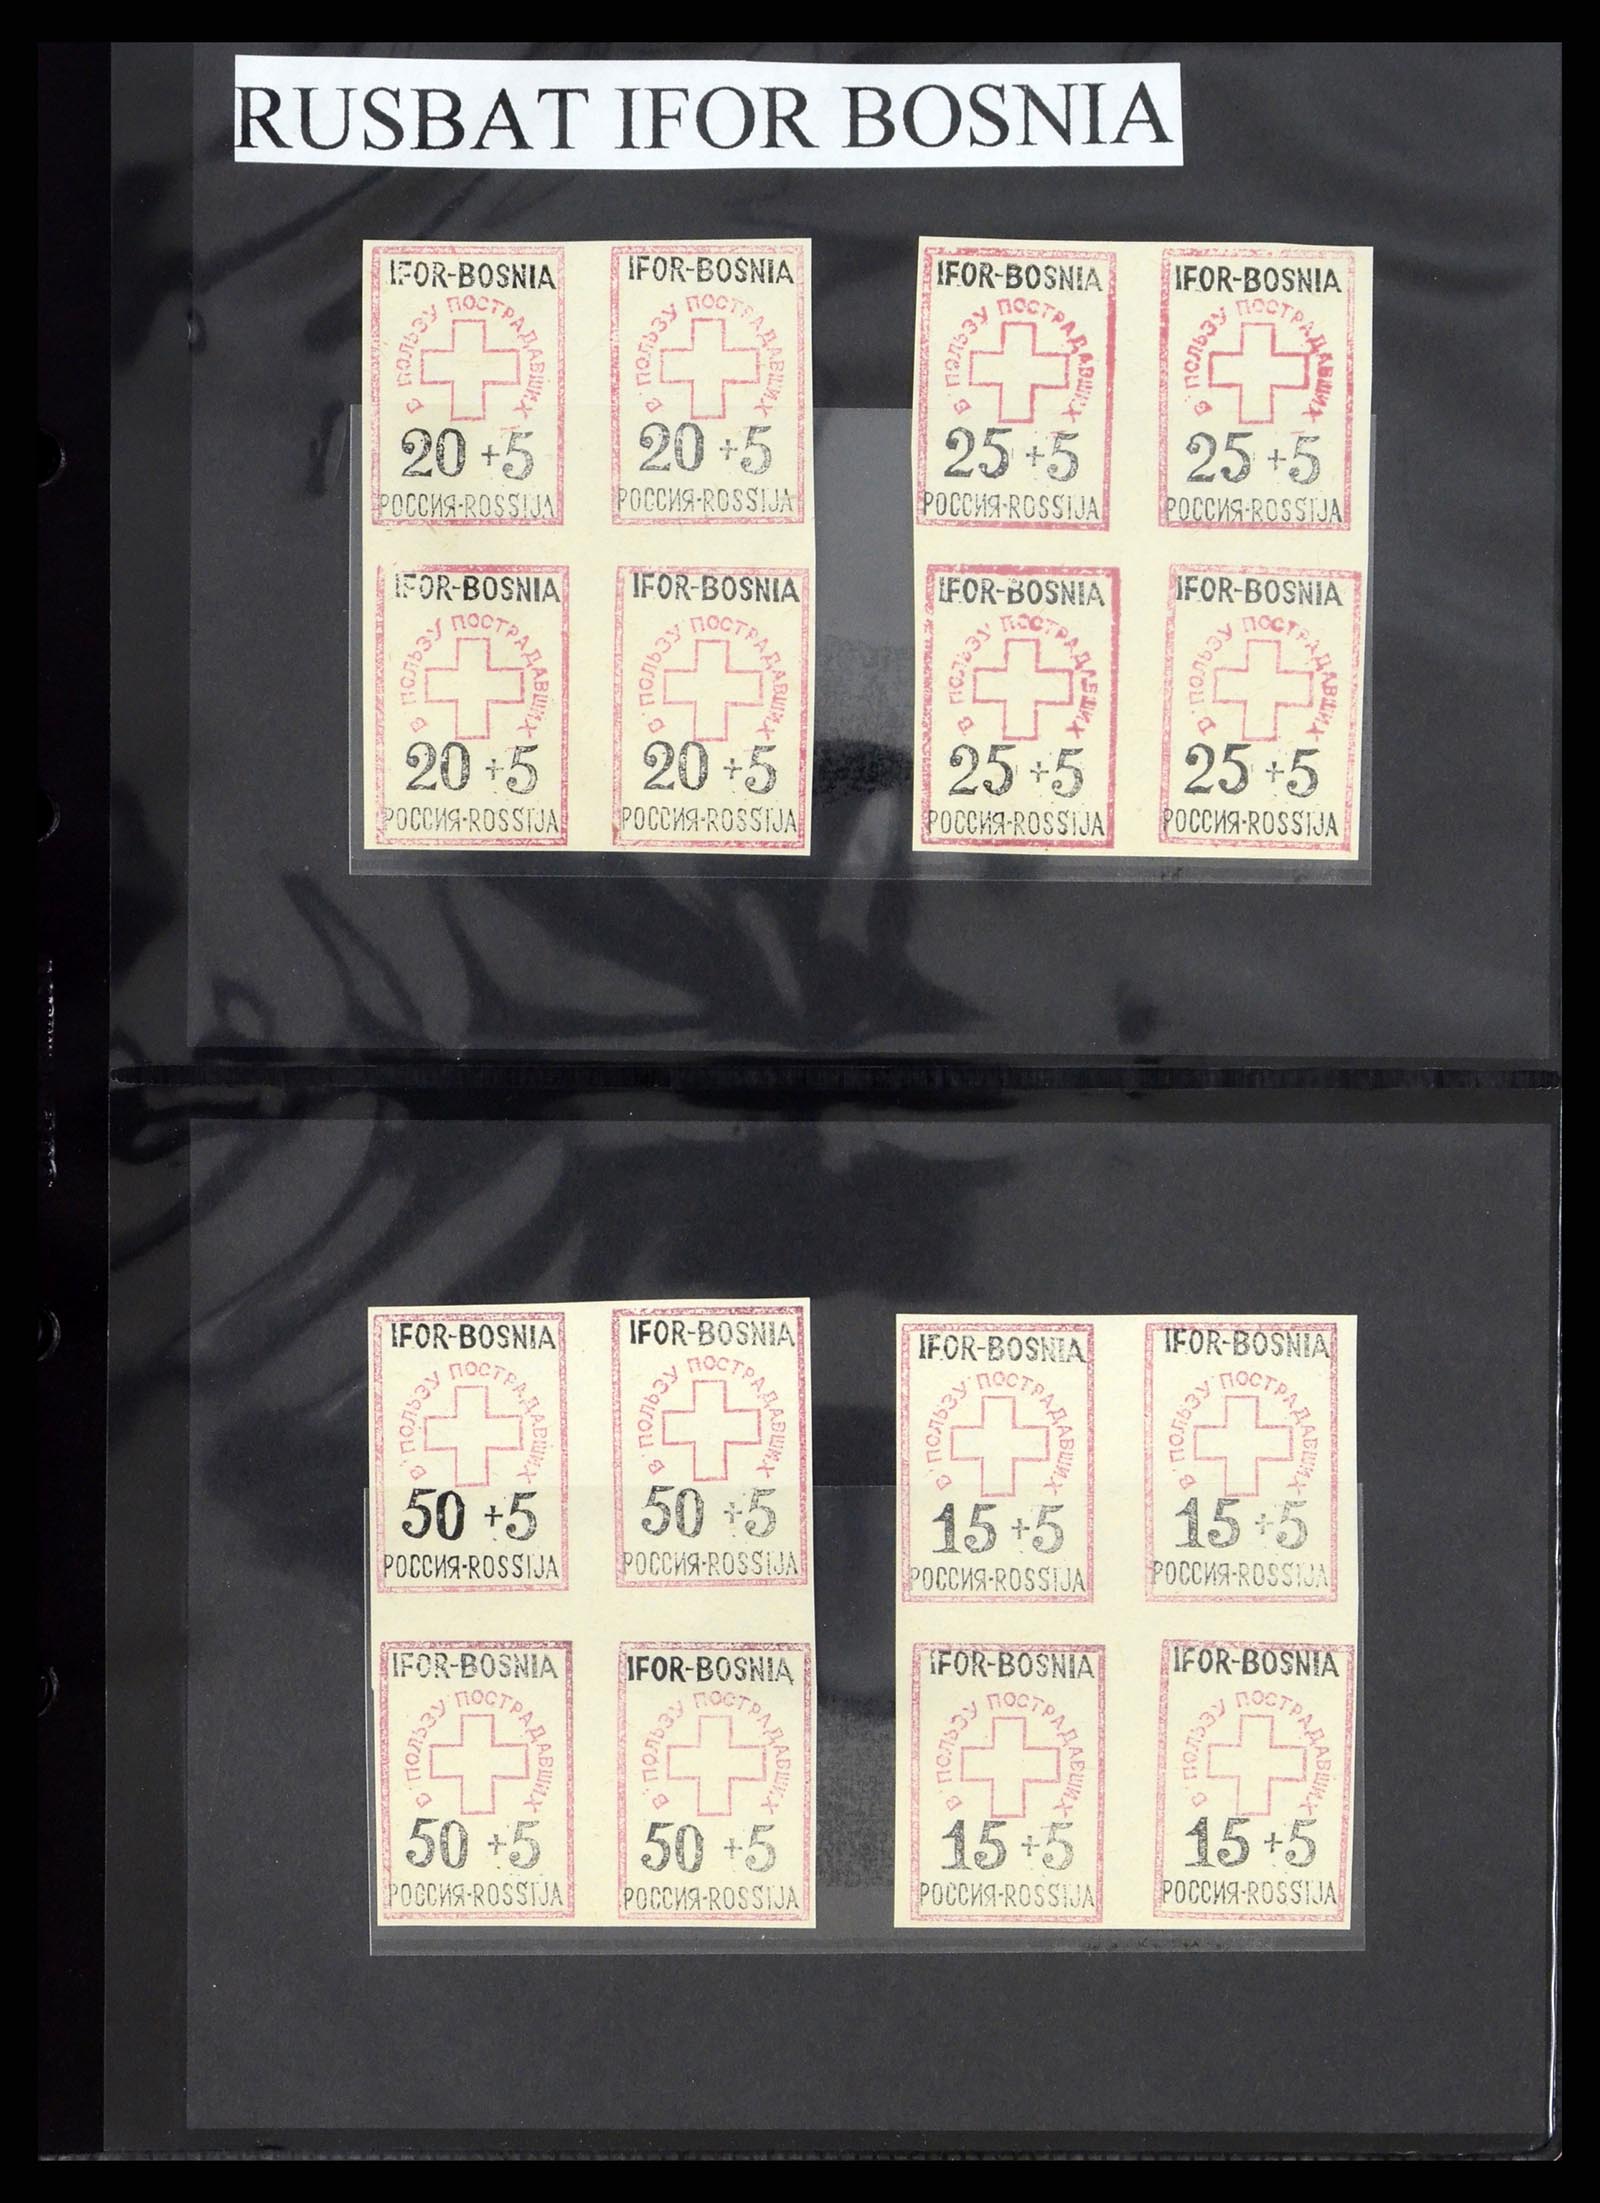 RUSBAT IFOR BOSNIA
IFOR-BOSNIA
В ПОЛЬЗУ ПОСТРАДАВШИХ
20 +5
РОССИЯ-ROSSIJA
IFOR-BOSNIA
В ПОЛЬЗУ ПОСТРАДАВШИХ
20 +5
РОССИЯ-ROSSIJA
IFOR-BOSNIA
В ПОЛЬЗУ ПОСТРАДАВШИХ
25 +5
РОССИЯ-ROSSIJA
IFOR-BOSNIA
В ПОЛЬЗУ ПОСТРАДАВШИХ
25 +5
РОССИЯ-ROSSIJA
IFOR-BOSNIA
В ПОЛЬЗУ ПОСТРАДАВШИХ
20 +5
РОССИЯ-ROSSIJA
IFOR-BOSNIA
В ПОЛЬЗУ ПОСТРАДАВШИХ
20 +5
РОССИЯ-ROSSIJA
IFOR-BOSNIA
В ПОЛЬЗУ ПОСТРАДАВШИХ
25 +5
РОССИЯ-ROSSIJA
IFOR-BOSNIA
В ПОЛЬЗУ ПОСТРАДАВШИХ
25 +5
РОССИЯ-ROSSIJA
IFOR-BOSNIA
В ПОЛЬЗУ ПОСТРАДАВШИХ
50 +5
РОССИЯ-ROSSIJA
IFOR-BOSNIA
В ПОЛЬЗУ ПОСТРАДАВШИХ
50 +5
РОССИЯ-ROSSIJA
IFOR-BOSNIA
В ПОЛЬЗУ ПОСТРАДАВШИХ
15 +5
РОССИЯ-ROSSIJA
IFOR-BOSNIA
В ПОЛЬЗУ ПОСТРАДАВШИХ
15 +5
РОССИЯ-ROSSIJA
IFOR-BOSNIA
В ПОЛЬЗУ ПОСТРАДАВШИХ
50 +5
РОССИЯ-ROSSIJA
IFOR-BOSNIA
В ПОЛЬЗУ ПОСТРАДАВШИХ
50 +5
РОССИЯ-ROSSIJA
IFOR-BOSNIA
В ПОЛЬЗУ ПОСТРАДАВШИХ
15 +5
РОССИЯ-ROSSIJA
IFOR-BOSNIA
В ПОЛЬЗУ ПОСТРАДАВШИХ
15 +5
РОССИЯ-ROSSIJA